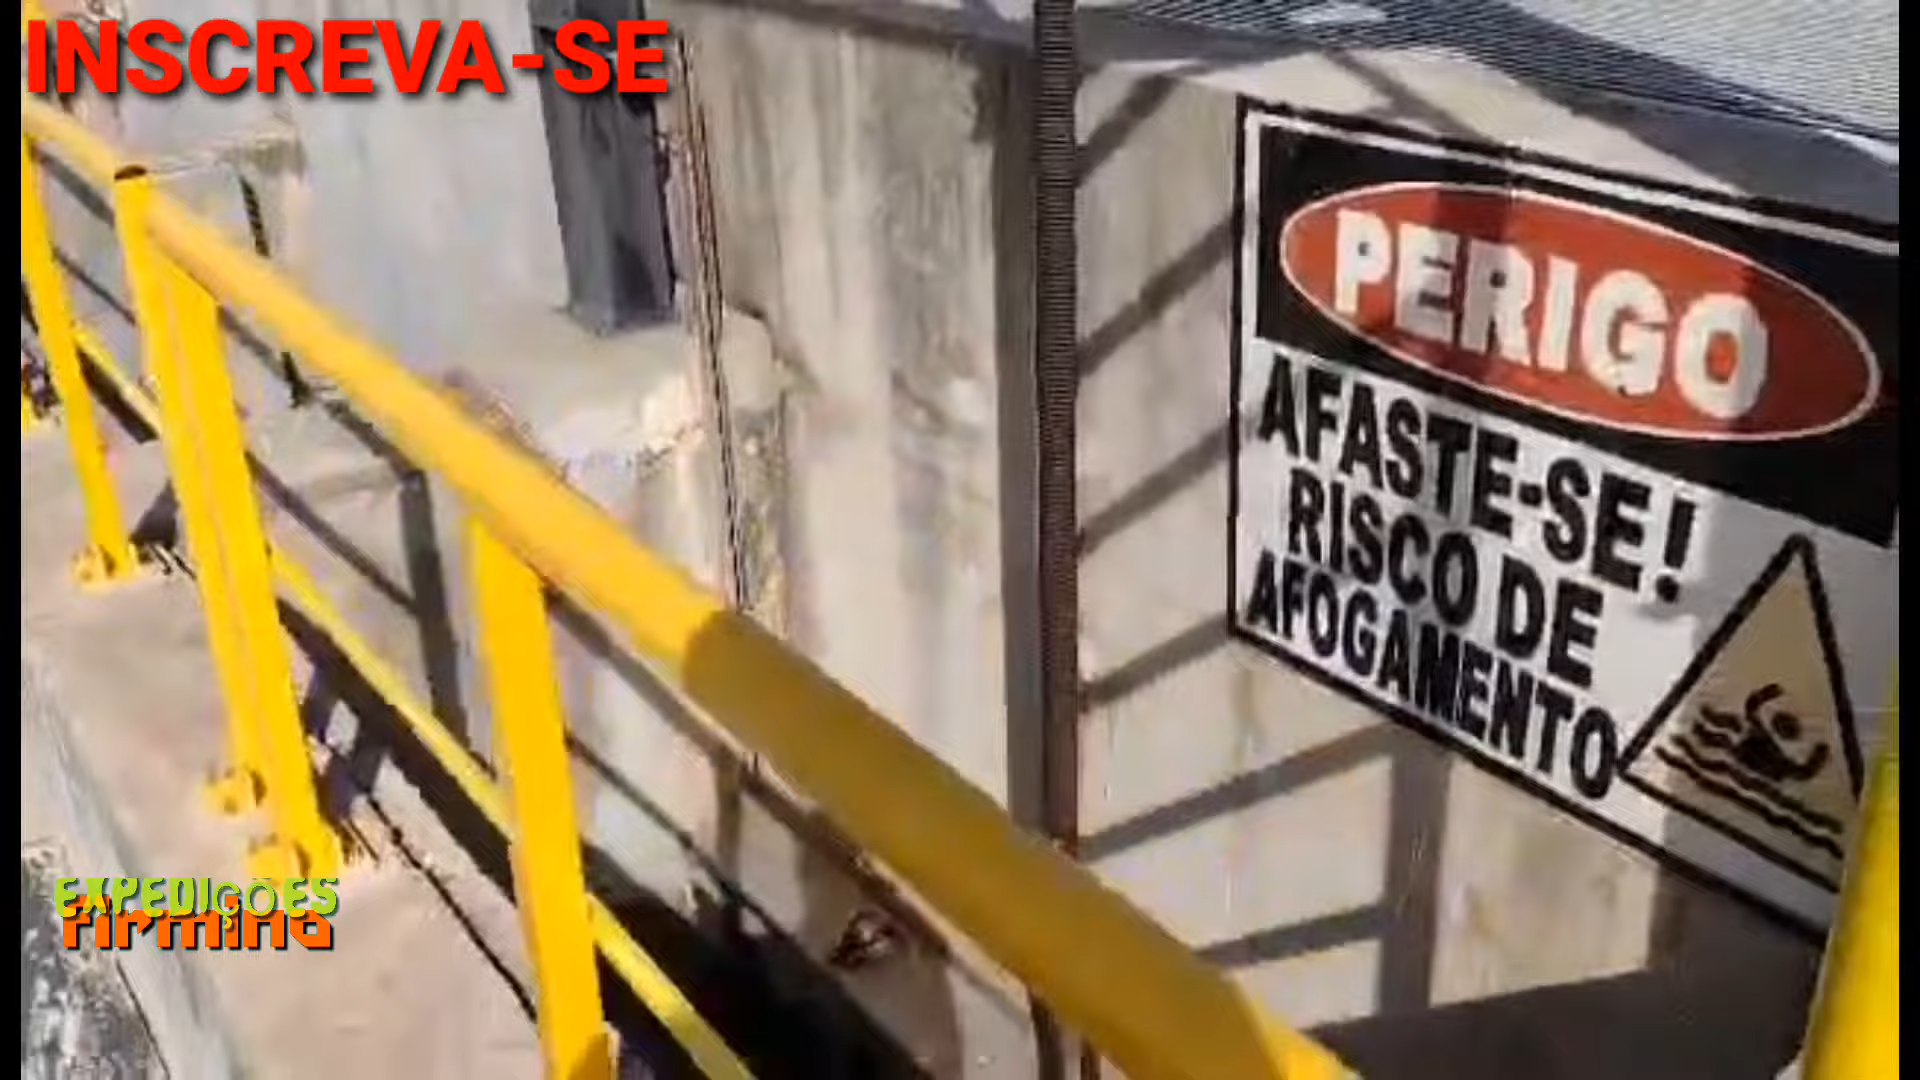 INSCREVA-SE
PERIGO
AFASTE-SE!
RISCO DE
AFOGAMENTO
EXPEDIÇÕES
FIRMINO